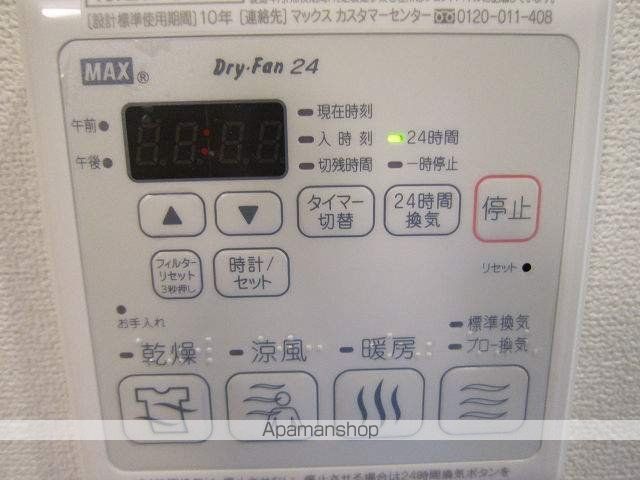 [設計標準使用期間] 10年 [連絡先] マックス カスタマーセンター 0120-011-408
MAX® Dry・Fan 24
午前
午後
現在時刻
入時刻
切残時間
24時間
一時停止
▲
▼
タイマー
切替
24時間
換気
停止
フィルター
リセット
3秒押し
時計/
セット
リセット
お手入れ
乾燥
涼風
暖房
標準換気
ブロー換気
Apamanshop